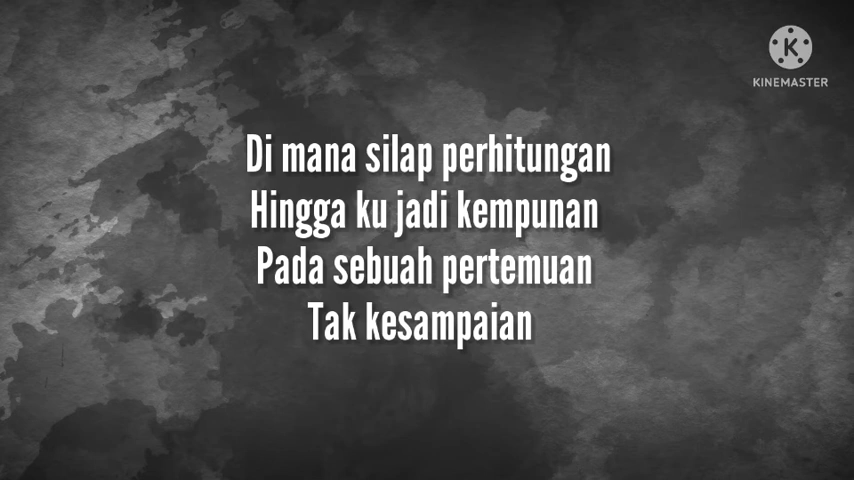 K
KINEMASTER
Di mana silap perhitungan
Hingga ku jadi kempunan
Pada sebuah pertemuan
Tak kesampaian